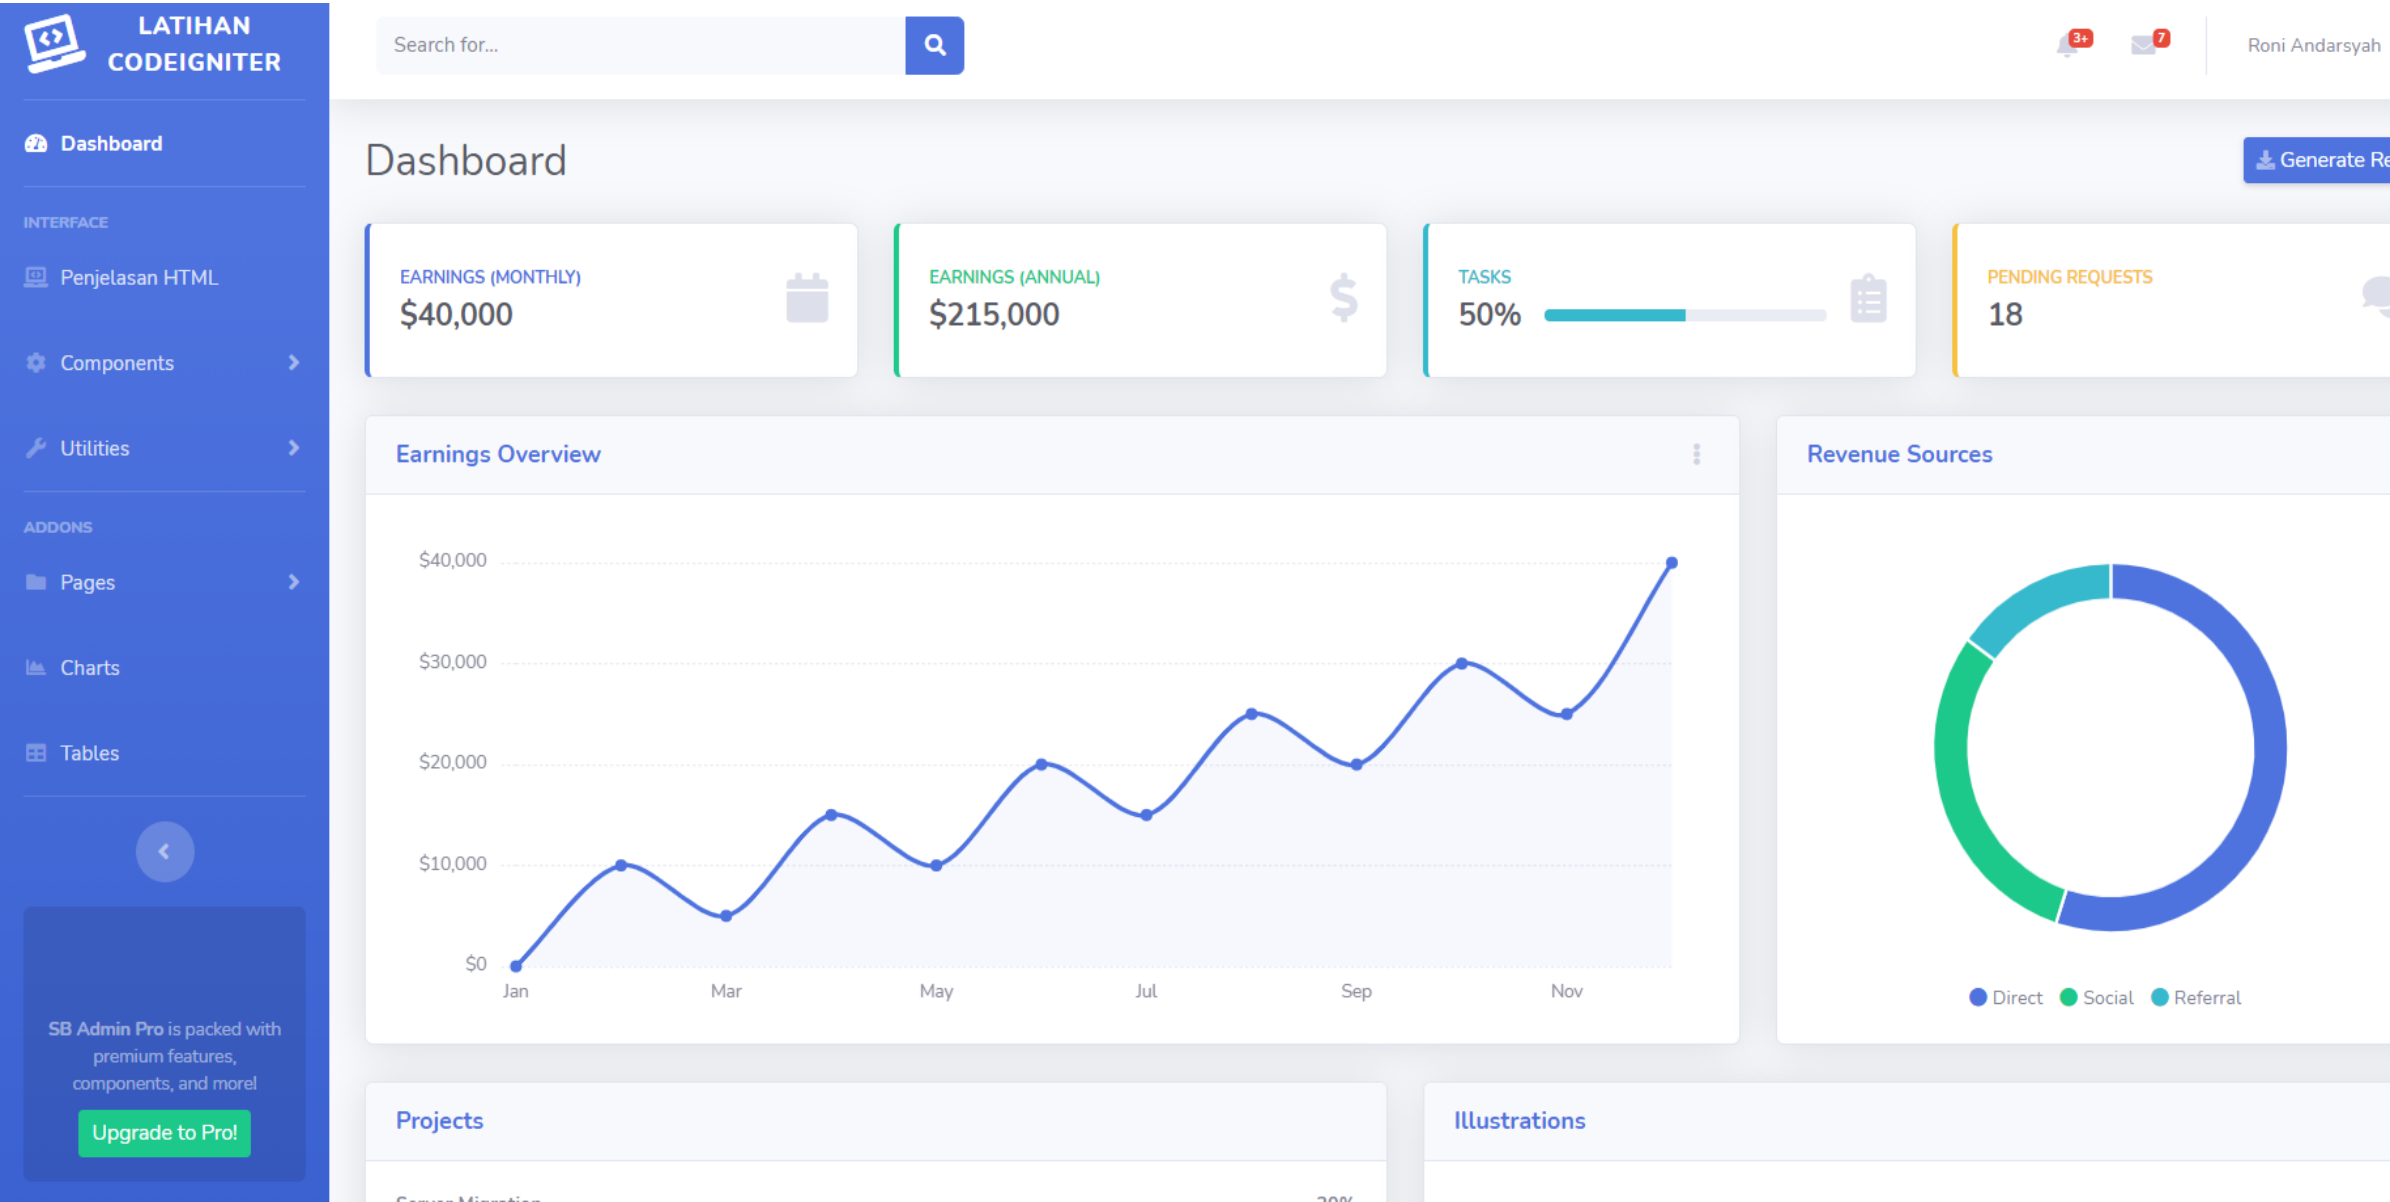 LATIHAN
CODEIGNITER
Search for...
3+
7
Roni Andarsyah
Dashboard
INTERFACE
Penjelasan HTML
Components
Utilities
ADDONS
Pages
Charts
Tables
SB Admin Pro is packed with
premium features,
components, and more!
Upgrade to Pro!
Dashboard
Generate Re
EARNINGS (MONTHLY)
$40,000
EARNINGS (ANNUAL)
$215,000
TASKS
50%
PENDING REQUESTS
18
Earnings Overview
$40,000
$30,000
$20,000
$10,000
$0
Jan Mar May Jul Sep Nov
Revenue Sources
Direct Social Referral
Projects
Server Migration 20%
Illustrations